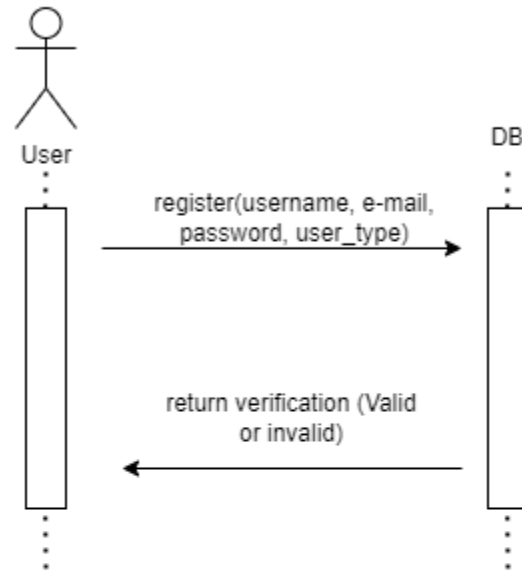 User
DB
register(username, e-mail,
password, user_type)
return verification (Valid
or invalid)